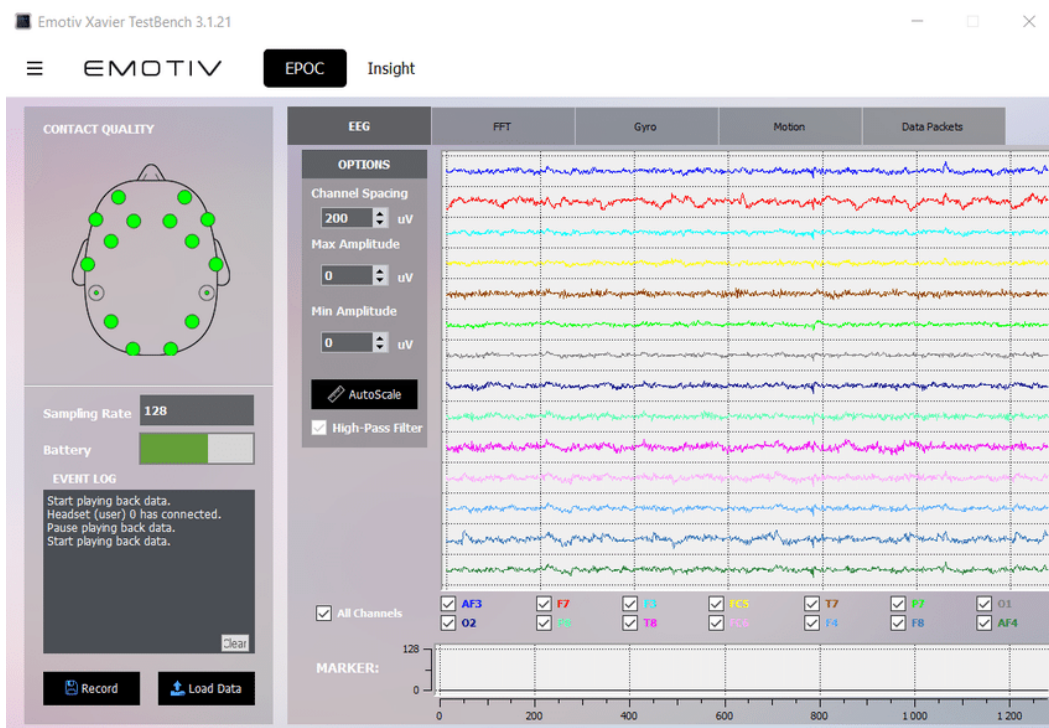 Emotiv Xavier TestBench 3.1.21
EMOTIV
EPOC
Insight
CONTACT QUALITY
EEG
FFT
Gyro
Motion
Data Packets
OPTIONS
Channel Spacing
200 uV
Max Amplitude
0 uV
Min Amplitude
0 uV
AutoScale
High-Pass Filter
Sampling Rate 128
Battery
EVENT LOG
Start playing back data.
Headset (user) 0 has connected.
Pause playing back data.
Start playing back data.
Clear
Record
Load Data
All Channels
AF3 F7 F3 FC5 T7 P7 O1
O2 P8 T8 FC6 F4 F8 AF4
MARKER:
128
0
0 200 400 600 800 1 000 1 200